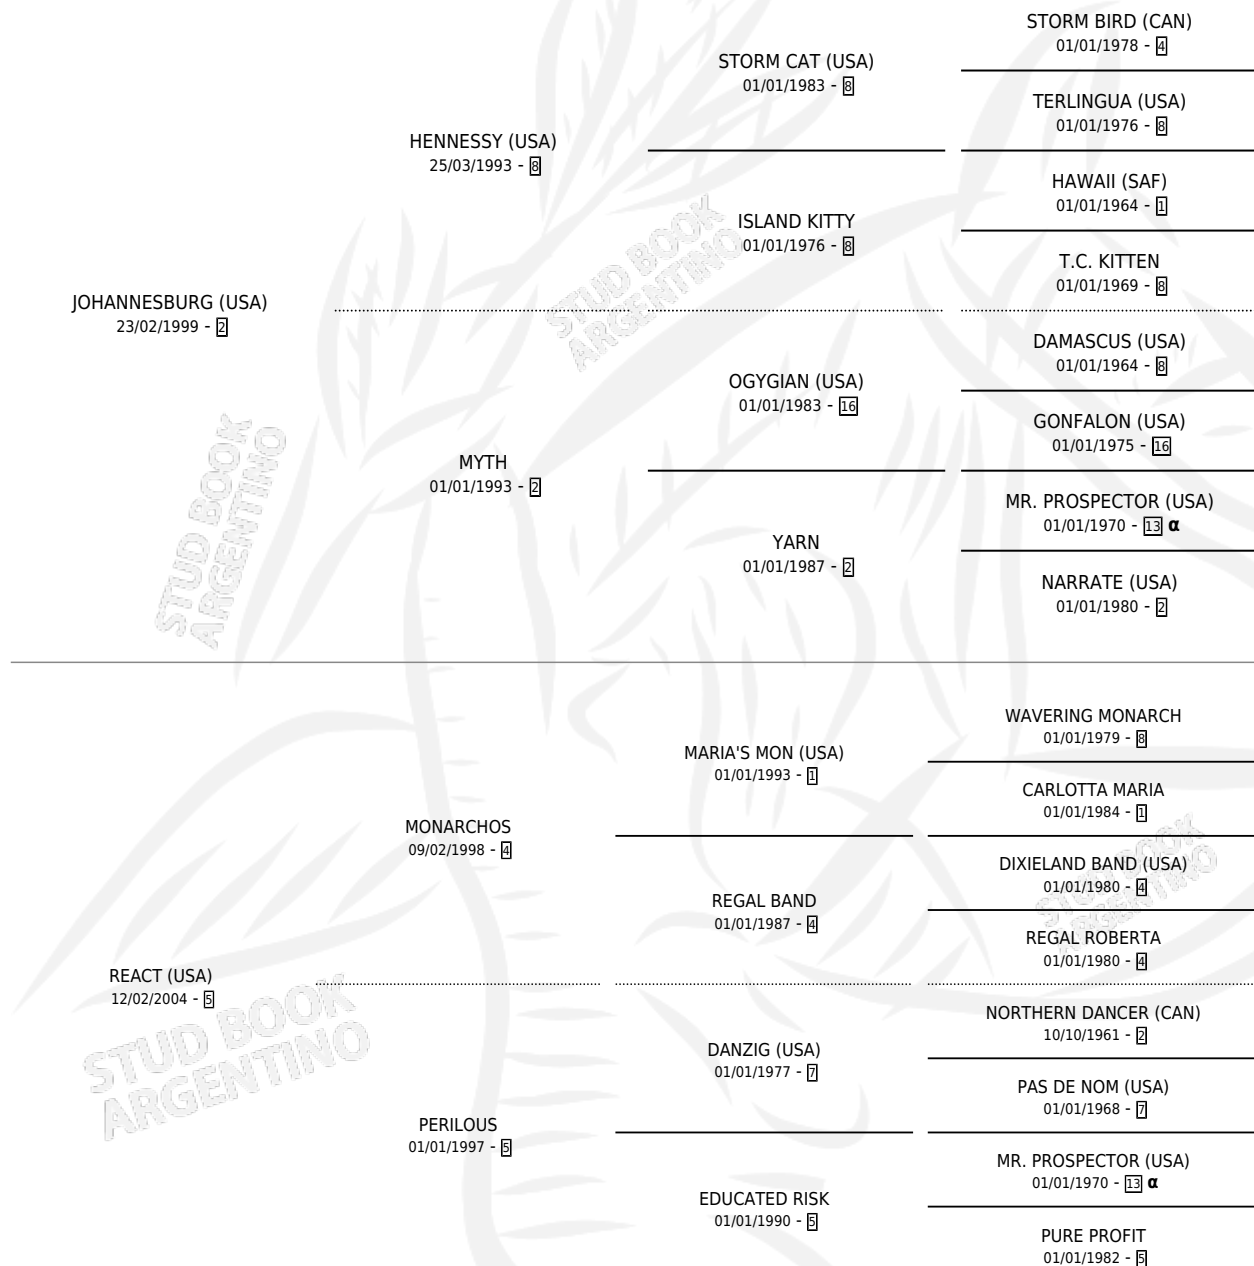 STORM BIRD (CAN)
01/01/1978 - 4
STORM CAT (USA)
01/01/1983 - 8
TERLINGUA (USA)
01/01/1976 - 8
HENNESSY (USA)
25/03/1993 - 8
HAWAII (SAF)
01/01/1964 - 1
ISLAND KITTY
01/01/1976 - 8
T.C. KITTEN
01/01/1969 - 8
JOHANNESBURG (USA)
23/02/1999 - 2
DAMASCUS (USA)
01/01/1964 - 8
OGYGIAN (USA)
01/01/1983 - 16
GONFALON (USA)
01/01/1975 - 16
MYTH
01/01/1993 - 2
MR. PROSPECTOR (USA)
01/01/1970 - 13 α
YARN
01/01/1987 - 2
NARRATE (USA)
01/01/1980 - 2
WAVERING MONARCH
01/01/1979 - 8
MARIA'S MON (USA)
01/01/1993 - 1
CARLOTTA MARIA
01/01/1984 - 1
MONARCHOS
09/02/1998 - 4
DIXIELAND BAND (USA)
01/01/1980 - 4
REGAL BAND
01/01/1987 - 4
REGAL ROBERTA
01/01/1980 - 4
REACT (USA)
12/02/2004 - 5
NORTHERN DANCER (CAN)
10/10/1961 - 2
DANZIG (USA)
01/01/1977 - 7
PAS DE NOM (USA)
01/01/1968 - 7
PERILOUS
01/01/1997 - 5
MR. PROSPECTOR (USA)
01/01/1970 - 13 α
EDUCATED RISK
01/01/1990 - 5
PURE PROFIT
01/01/1982 - 5
STUD BOOK
ARGENTINO
STUD BOOK
ARGENTINO
STUD BOOK
ARGENTINO
STUD BOOK
ARGENTINO